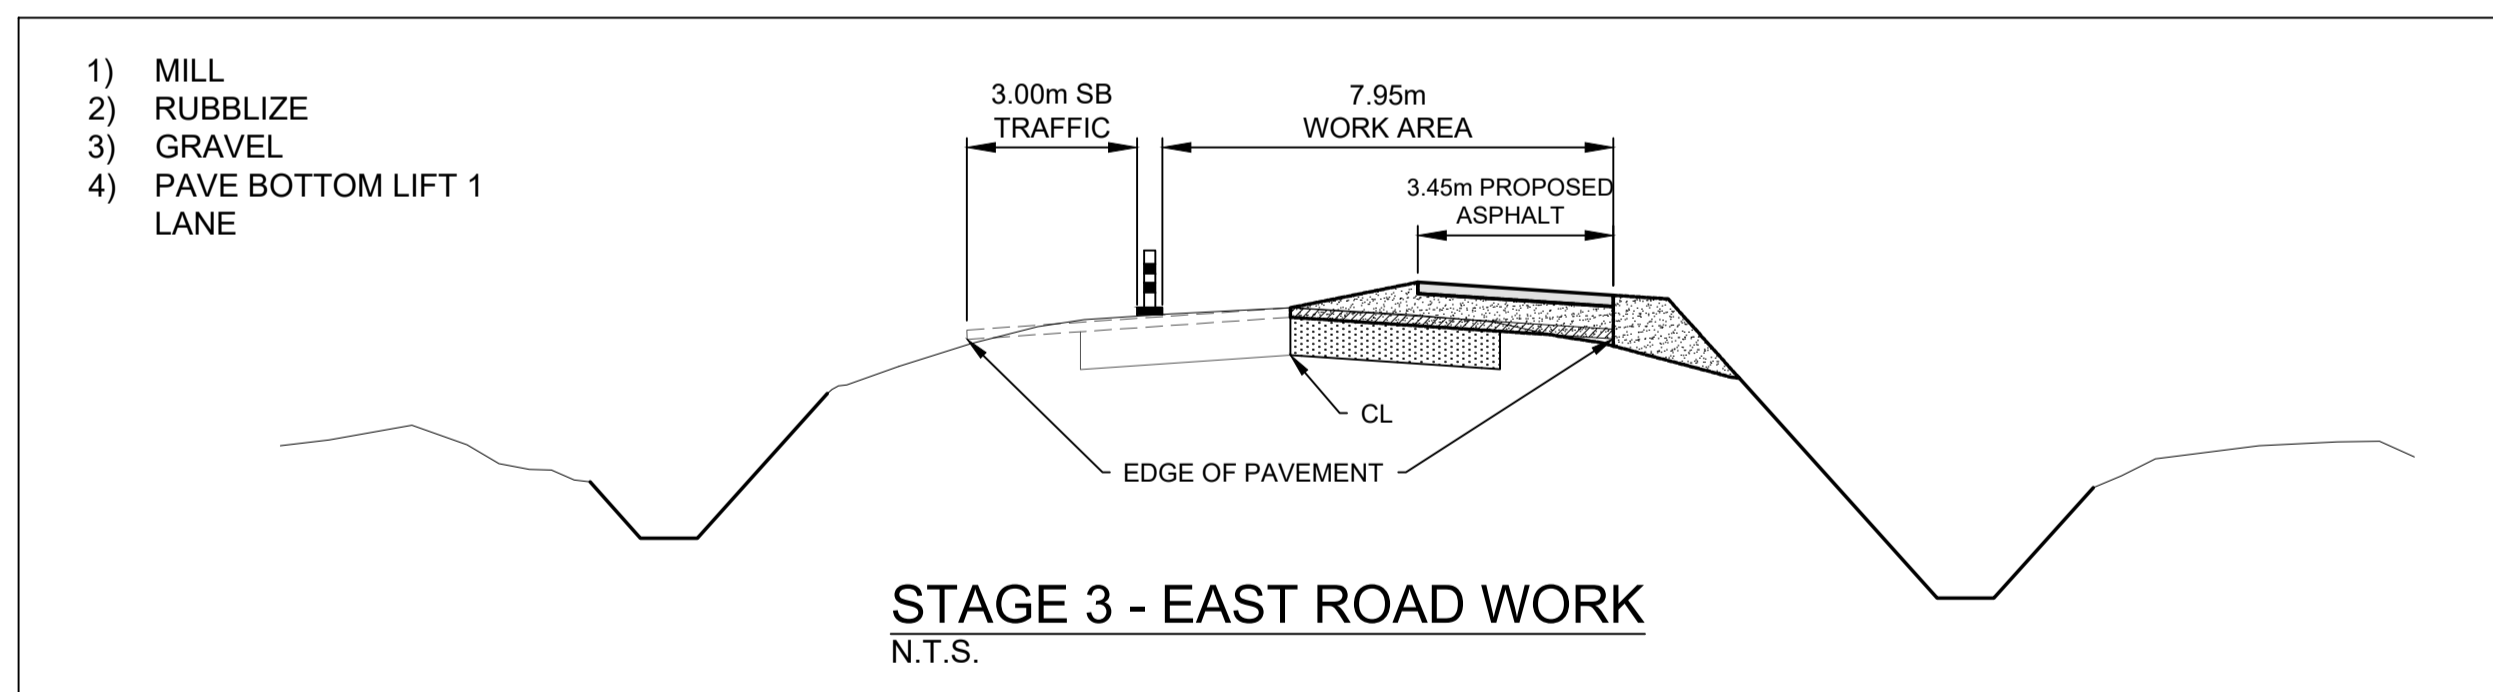 1) MILL
2) RUBBLIZE
3) GRAVEL
4) PAVE BOTTOM LIFT 1
LANE
3.00m SB
TRAFFIC
7.95m
WORK AREA
3.45m PROPOSED
ASPHALT
CL
EDGE OF PAVEMENT
STAGE 3 - EAST ROAD WORK
N.T.S.